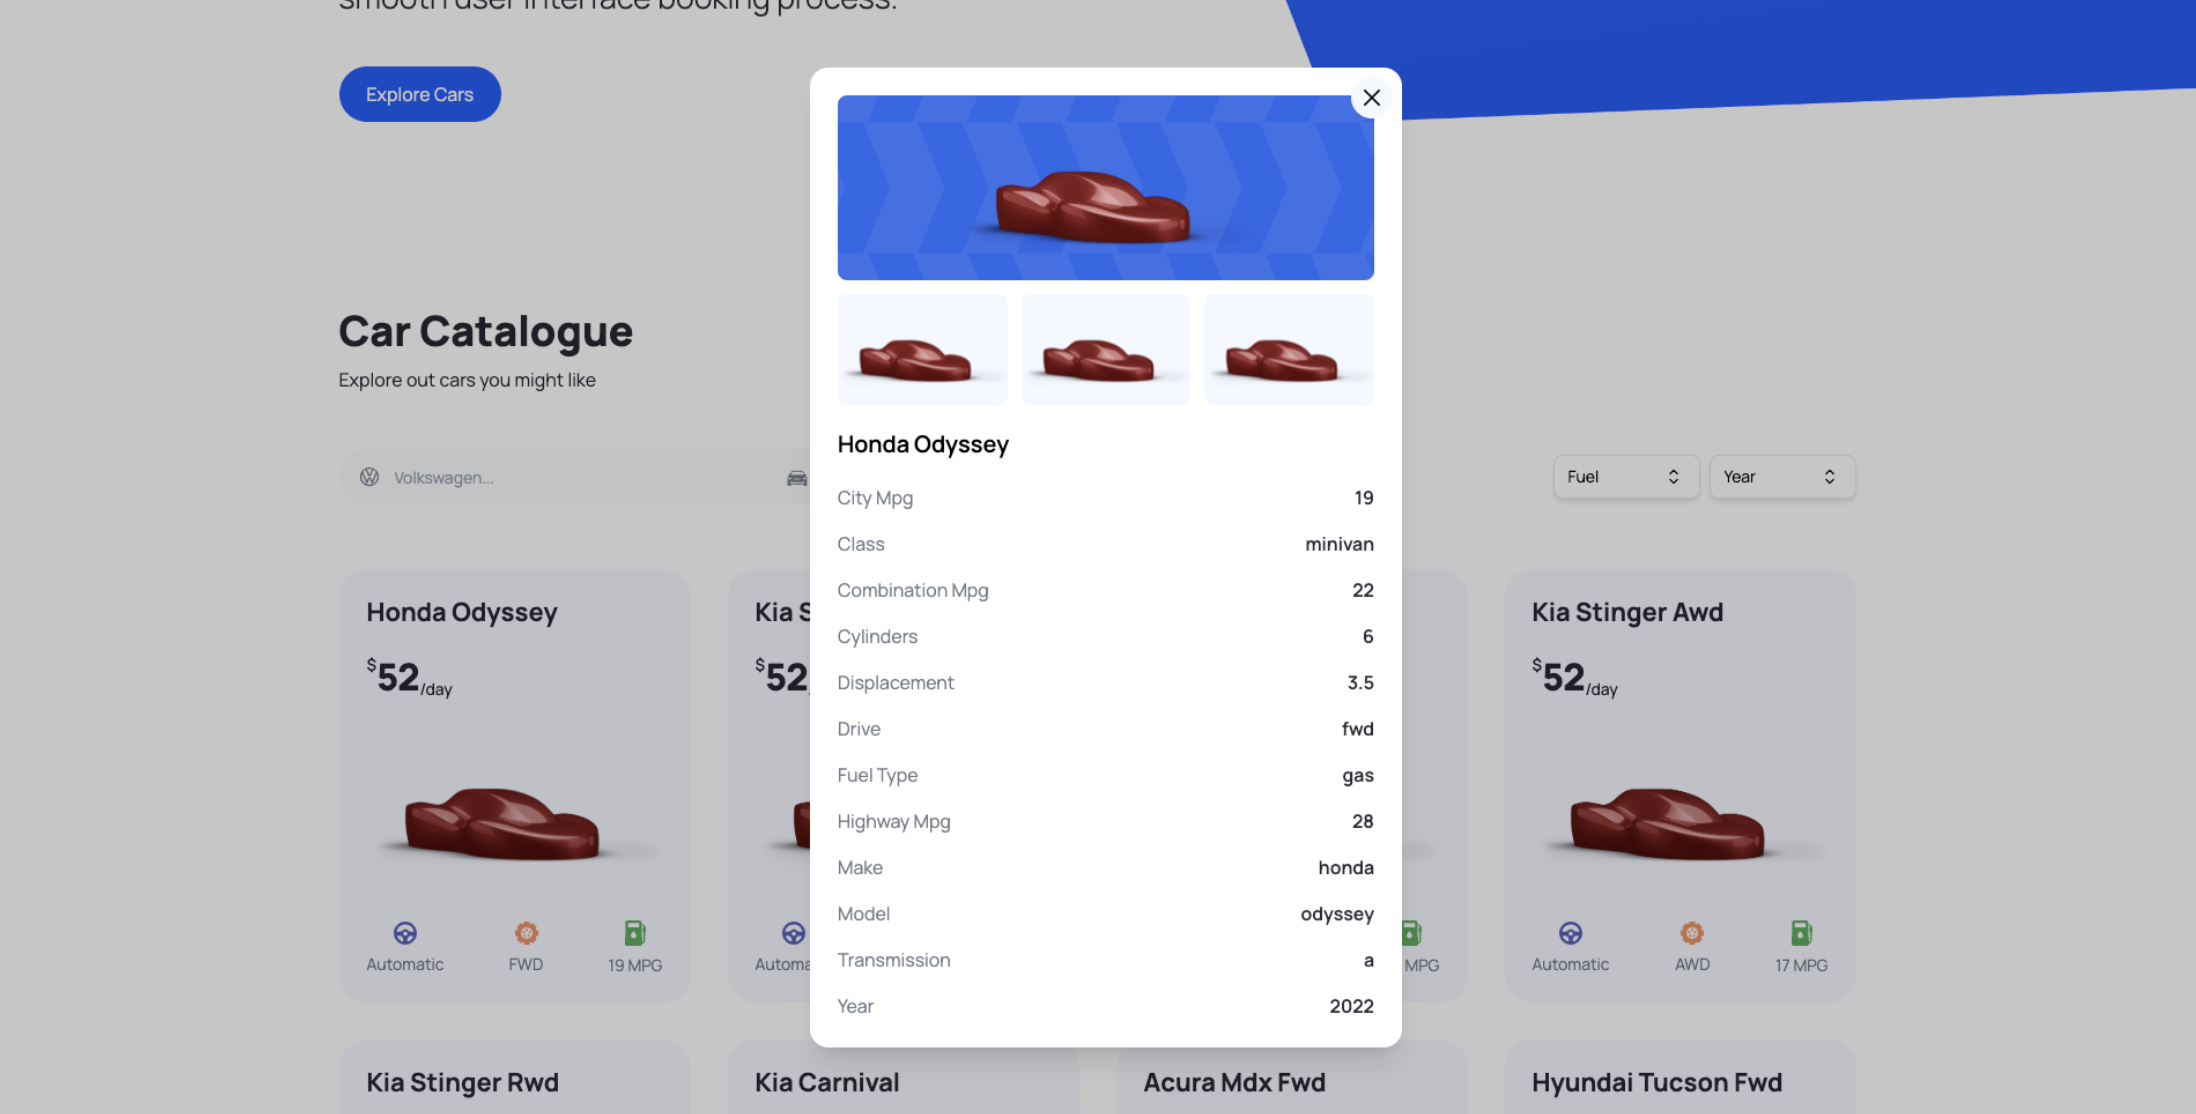 smooth user interface booking process.
Explore Cars
Car Catalogue
Explore out cars you might like
Volkswagen...
Fuel
Year
Honda Odyssey
$52/day
Automatic
FWD
19 MPG
Kia S
$52
Automa
MPG
Kia Stinger Awd
$52/day
Automatic
AWD
17 MPG
Kia Stinger Rwd
Kia Carnival
Acura Mdx Fwd
Hyundai Tucson Fwd
Honda Odyssey
City Mpg 19
Class minivan
Combination Mpg 22
Cylinders 6
Displacement 3.5
Drive fwd
Fuel Type gas
Highway Mpg 28
Make honda
Model odyssey
Transmission a
Year 2022